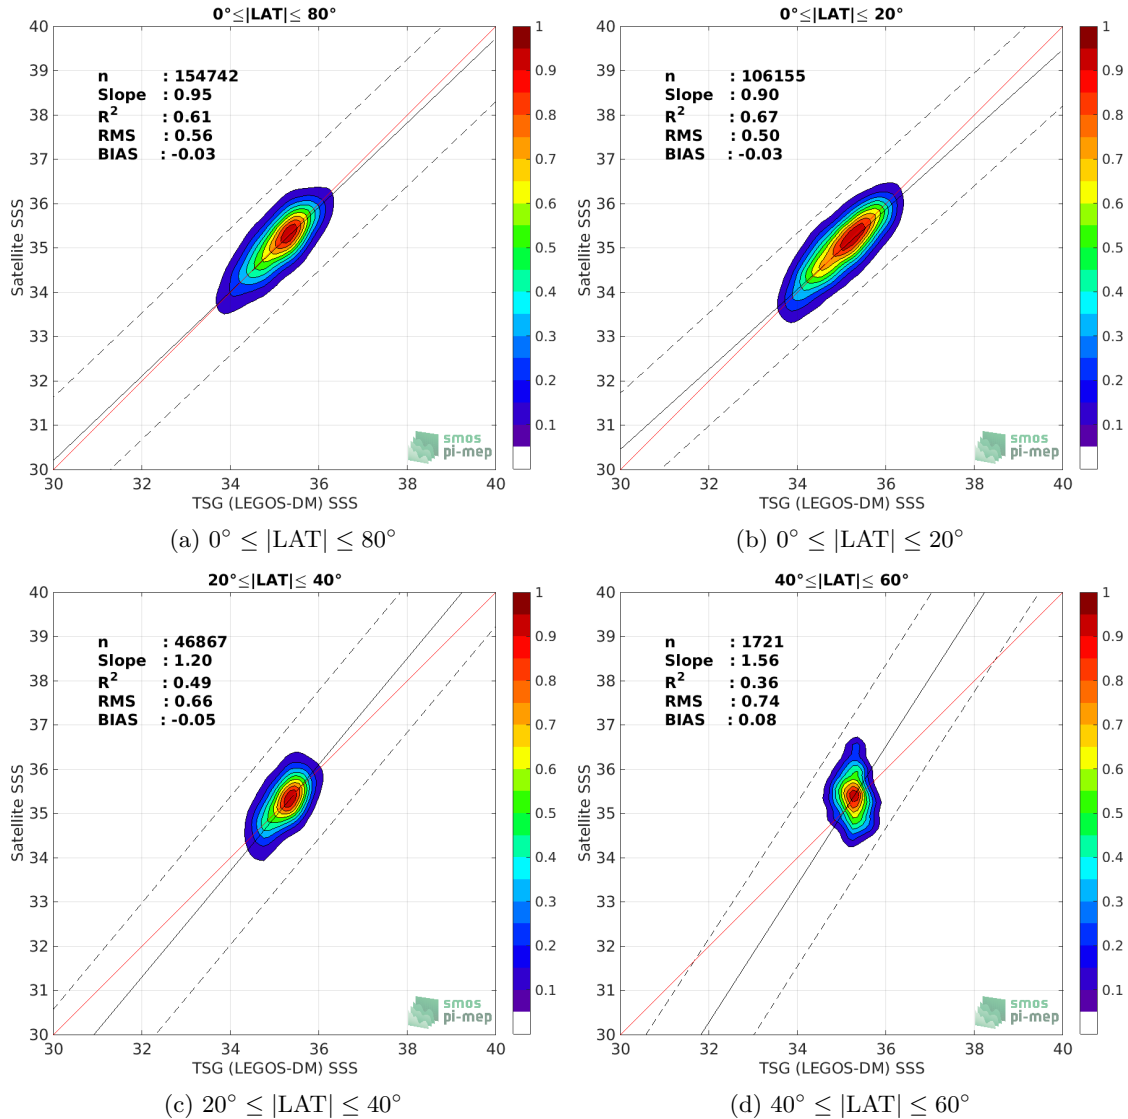 0°≤|LAT|≤ 80°
40
39
38
37
36
35
34
33
32
31
30
Satellite SSS
n : 154742
Slope : 0.95
R² : 0.61
RMS : 0.56
BIAS : -0.03
smos
pi-mep
30 32 34 36 38 40
TSG (LEGOS-DM) SSS
1
0.9
0.8
0.7
0.6
0.5
0.4
0.3
0.2
0.1
(a) 0° ≤ |LAT| ≤ 80°
0°≤|LAT|≤ 20°
40
39
38
37
36
35
34
33
32
31
30
Satellite SSS
n : 106155
Slope : 0.90
R² : 0.67
RMS : 0.50
BIAS : -0.03
smos
pi-mep
30 32 34 36 38 40
TSG (LEGOS-DM) SSS
1
0.9
0.8
0.7
0.6
0.5
0.4
0.3
0.2
0.1
(b) 0° ≤ |LAT| ≤ 20°
20°≤|LAT|≤ 40°
40
39
38
37
36
35
34
33
32
31
30
Satellite SSS
n : 46867
Slope : 1.20
R² : 0.49
RMS : 0.66
BIAS : -0.05
smos
pi-mep
30 32 34 36 38 40
TSG (LEGOS-DM) SSS
1
0.9
0.8
0.7
0.6
0.5
0.4
0.3
0.2
0.1
(c) 20° ≤ |LAT| ≤ 40°
40°≤|LAT|≤ 60°
40
39
38
37
36
35
34
33
32
31
30
Satellite SSS
n : 1721
Slope : 1.56
R² : 0.36
RMS : 0.74
BIAS : 0.08
smos
pi-mep
30 32 34 36 38 40
TSG (LEGOS-DM) SSS
1
0.9
0.8
0.7
0.6
0.5
0.4
0.3
0.2
0.1
(d) 40° ≤ |LAT| ≤ 60°